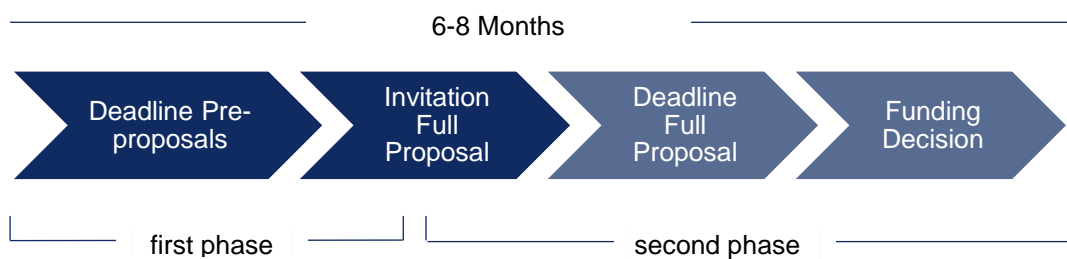 6-8 Months
Deadline Pre-
proposals
Invitation
Full
Proposal
Deadline
Full
Proposal
Funding
Decision
first phase
second phase